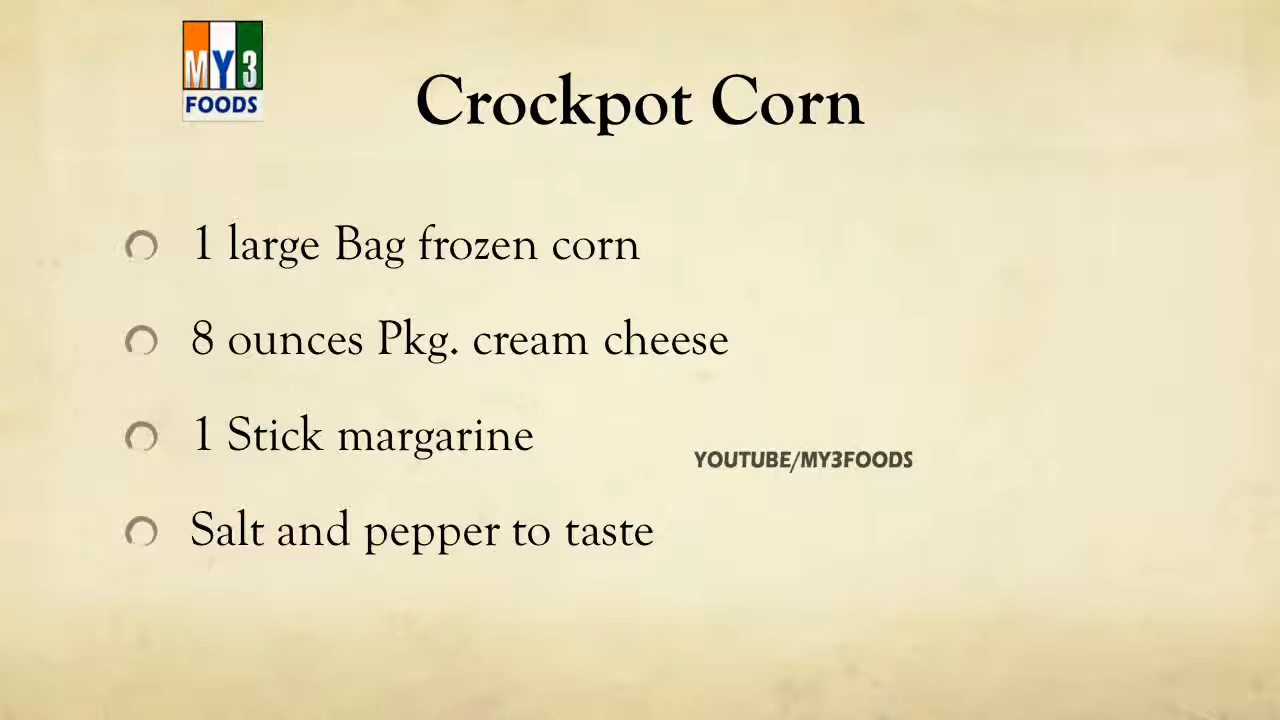 MY3
FOODS
Crockpot Corn
1 large Bag frozen corn
8 ounces Pkg. cream cheese
1 Stick margarine
YOUTUBE/MY3FOODS
Salt and pepper to taste